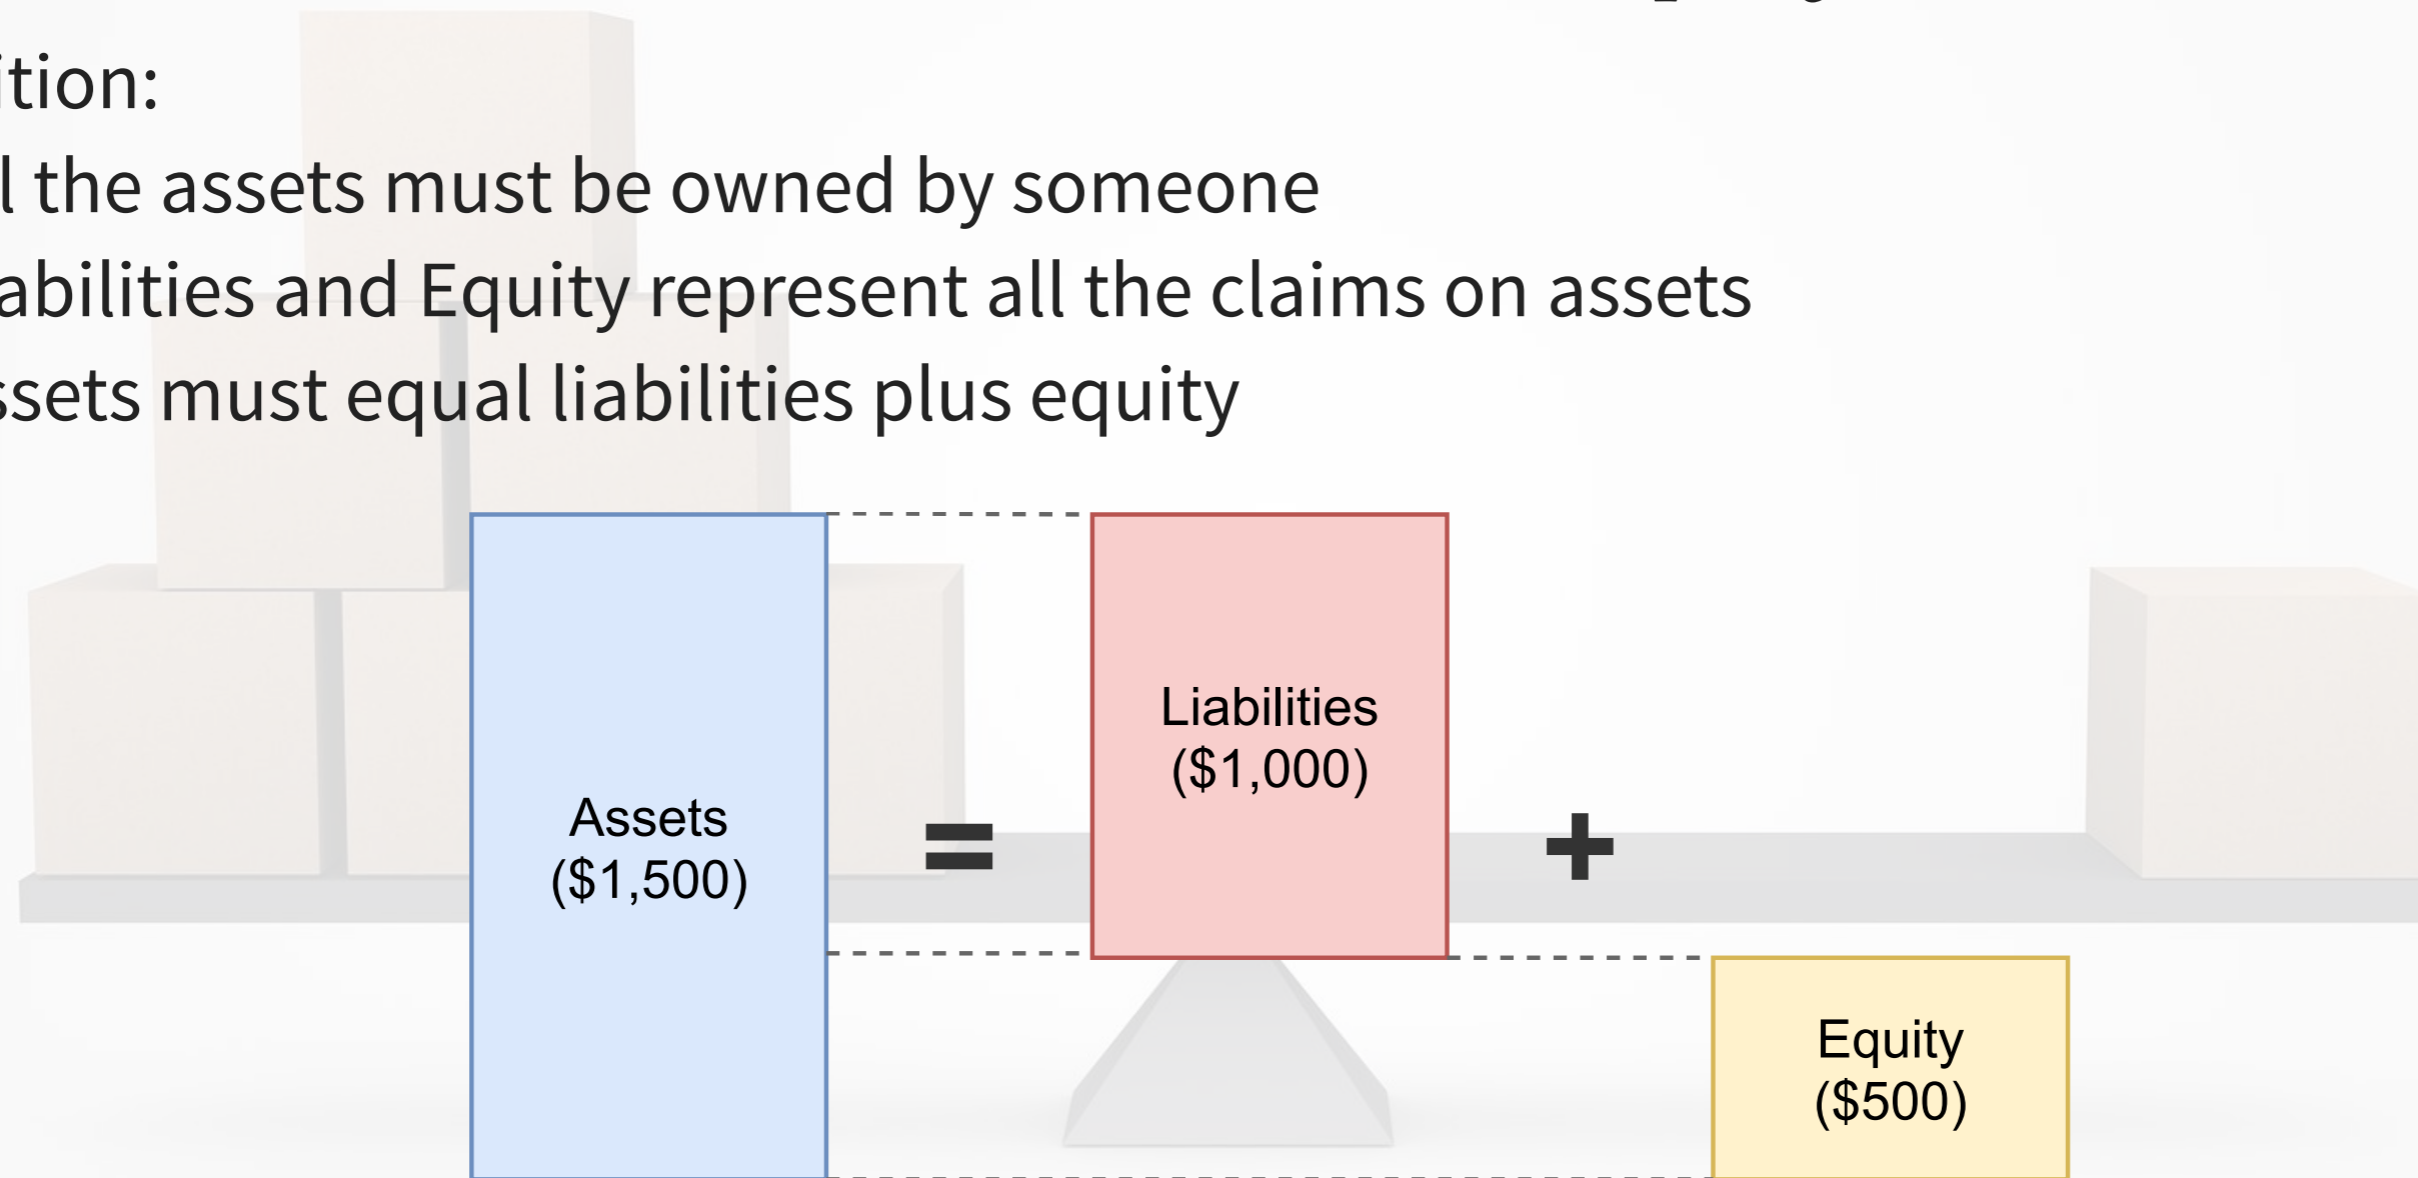 ition:
l the assets must be owned by someone
abilities and Equity represent all the claims on assets
ssets must equal liabilities plus equity
Liabilities
($1,000)
Assets
($1,500)
=
+
Equity
($500)